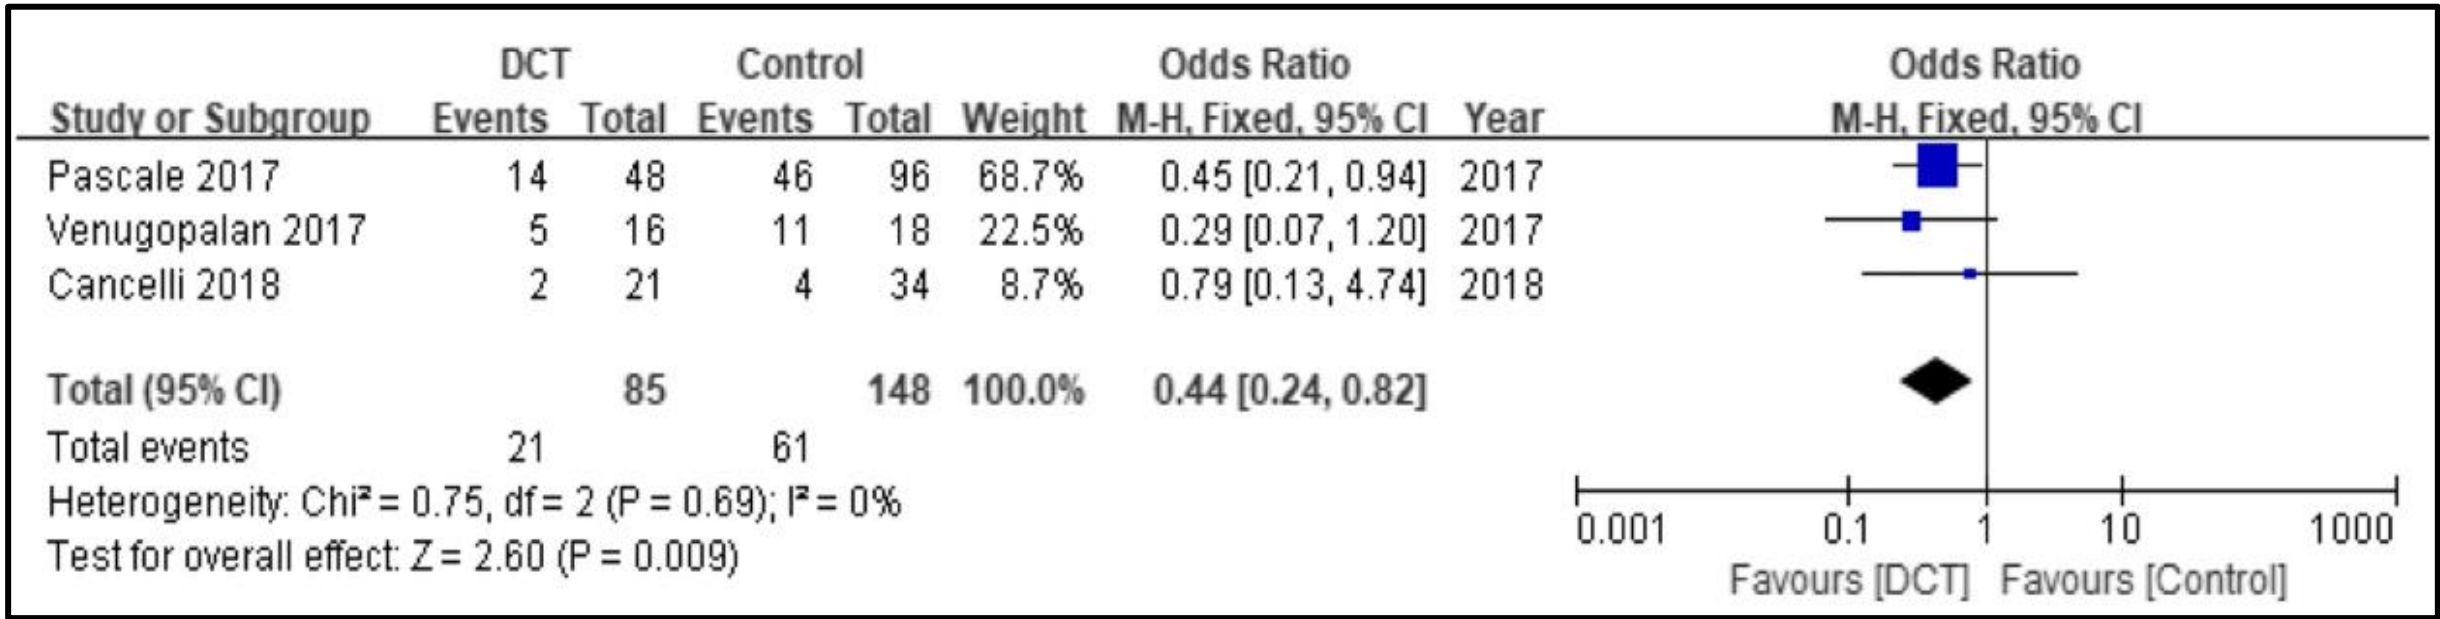 DCT Control Odds Ratio Odds Ratio
Study or Subgroup Events Total Events Total Weight M-H, Fixed, 95% CI Year M-H, Fixed, 95% CI
Pascale 2017 14 48 46 96 68.7% 0.45 [0.21, 0.94] 2017
Venugopalan 2017 5 16 11 18 22.5% 0.29 [0.07, 1.20] 2017
Cancelli 2018 2 21 4 34 8.7% 0.79 [0.13, 4.74] 2018
Total (95% CI) 85 148 100.0% 0.44 [0.24, 0.82]
Total events 21 61
Heterogeneity: Chi² = 0.75, df = 2 (P = 0.69); I² = 0%
Test for overall effect: Z = 2.60 (P = 0.009)
0.001 0.1 1 10 1000
Favours [DCT] Favours [Control]